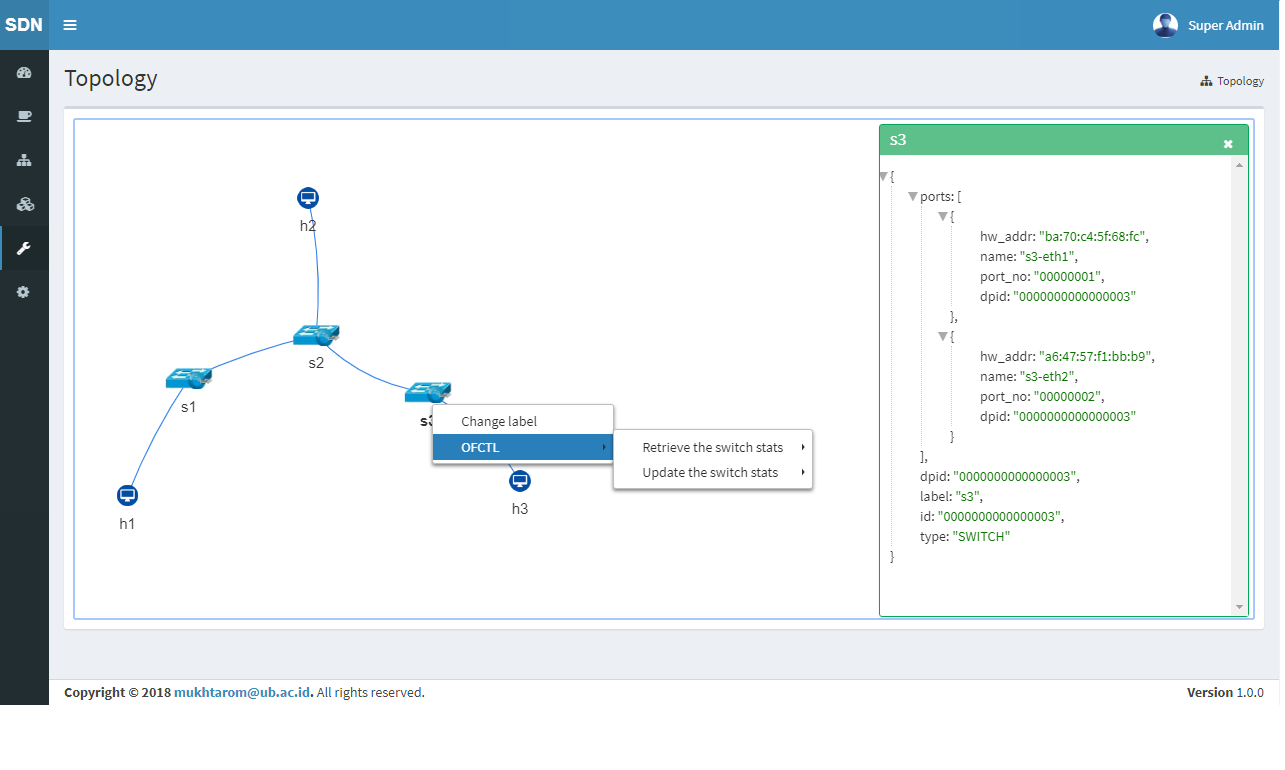 SDN
Super Admin
Topology
Topology
h2
s2
s1
s3
h1
h3
Change label
OFCTL
Retrieve the switch stats
Update the switch stats
s3
{
ports: [
{
hw_addr: "ba:70:c4:5f:68:fc",
name: "s3-eth1",
port_no: "00000001",
dpid: "0000000000000003"
},
{
hw_addr: "a6:47:57:f1:bb:b9",
name: "s3-eth2",
port_no: "00000002",
dpid: "0000000000000003"
}
],
dpid: "0000000000000003",
label: "s3",
id: "0000000000000003",
type: "SWITCH"
}
Copyright © 2018 mukhtarom@ub.ac.id. All rights reserved.
Version 1.0.0